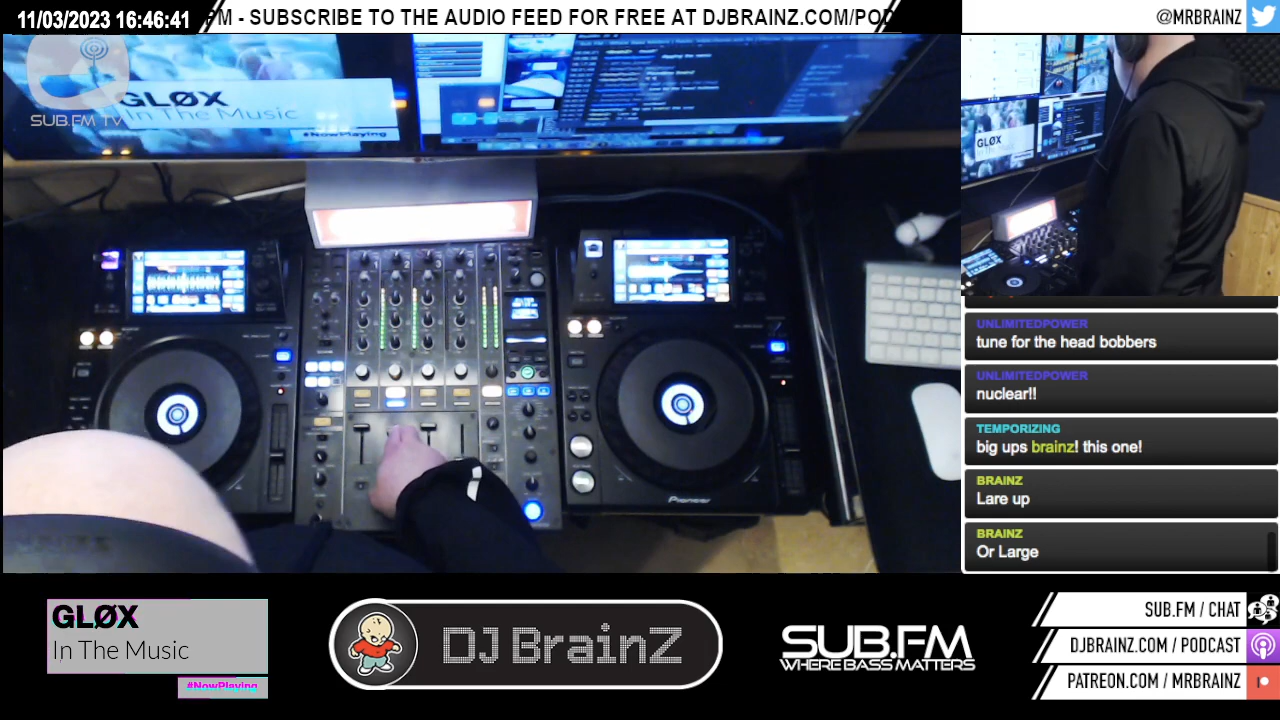 11/03/2023 16:46:41
PM - SUBSCRIBE TO THE AUDIO FEED FOR FREE AT DJBRAINZ.COM/POD
@MRBRAINZ
SUB.FM TV
GLØX
In The Music
#NowPlaying
GLØX
UNLIMITEDPOWER
tune for the head bobbers
UNLIMITEDPOWER
nuclear!!
TEMPORIZING
big ups brainz! this one!
BRAINZ
Lare up
BRAINZ
Or Large
Pioneer
GLØX
In The Music
#NowPlaying
DJ BrainZ
SUB.FM
WHERE BASS MATTERS
SUB.FM / CHAT
DJBRAINZ.COM / PODCAST
PATREON.COM / MRBRAINZ